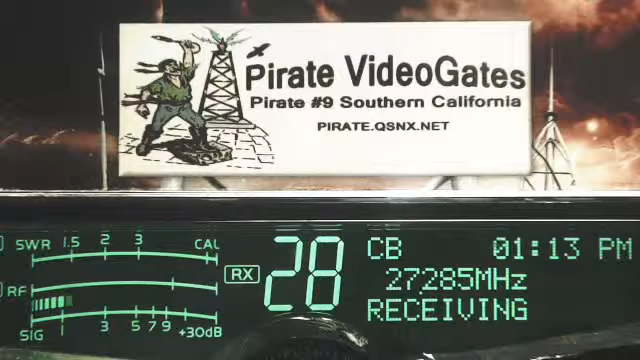 Pirate VideoGates
Pirate #9 Southern California
PIRATE.QSNX.NET
SWR 1.5 2 3 CAL
RX 28 CB 01:13 PM
RF 27285MHz
RECEIVING
SIG 3 5 7 9 +30dB